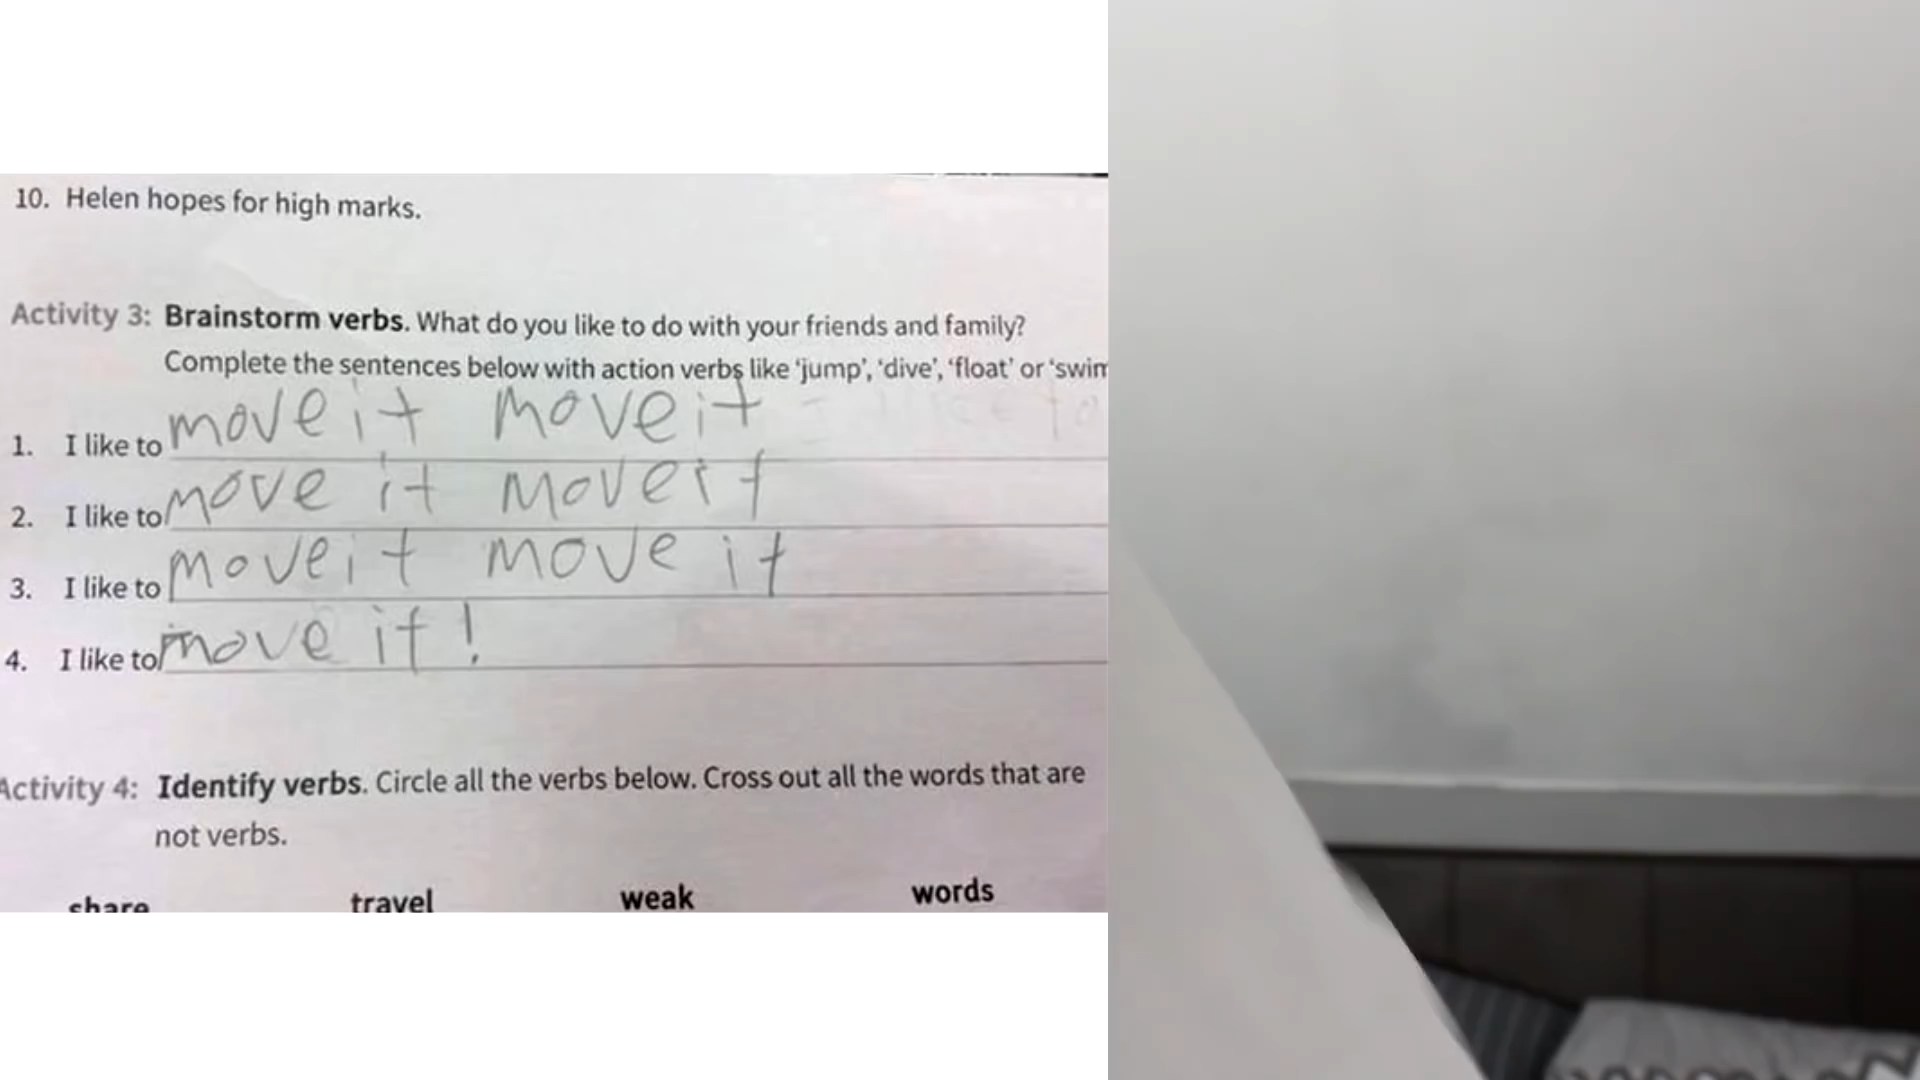 10. Helen hopes for high marks.
Activity 3: Brainstorm verbs. What do you like to do with your friends and family?
Complete the sentences below with action verbs like ‘jump’, ‘dive’, ‘float’ or ‘swim
1. I like to move it move it
2. I like to move it move it
3. I like to move it move it
4. I like to move it!
Activity 4: Identify verbs. Circle all the verbs below. Cross out all the words that are
not verbs.
share travel weak words